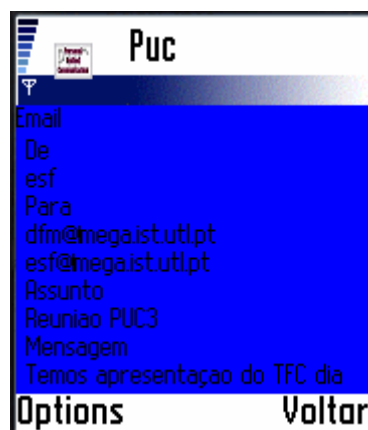 Puc
Email
De
esf
Para
dfm@mega.ist.utl.pt
esf@mega.ist.utl.pt
Assunto
Reuniao PUC3
Mensagem
Temos apresentaçao do TFC dia
Options Voltar